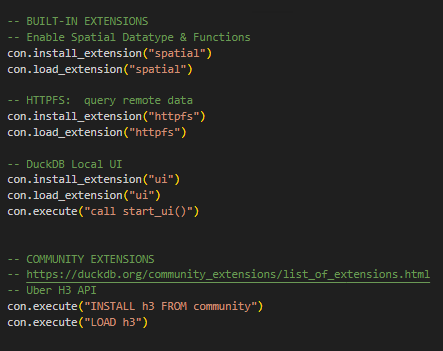 -- BUILT-IN EXTENSIONS
-- Enable Spatial Datatype & Functions
con.install_extension("spatial")
con.load_extension("spatial")
-- HTTPFS:  query remote data
con.install_extension("httpfs")
con.load_extension("httpfs")
-- DuckDB Local UI
con.install_extension("ui")
con.load_extension("ui")
con.execute("call start_ui()")
-- COMMUNITY EXTENSIONS
-- https://duckdb.org/community_extensions/list_of_extensions.html
-- Uber H3 API
con.execute("INSTALL h3 FROM community")
con.execute("LOAD h3")